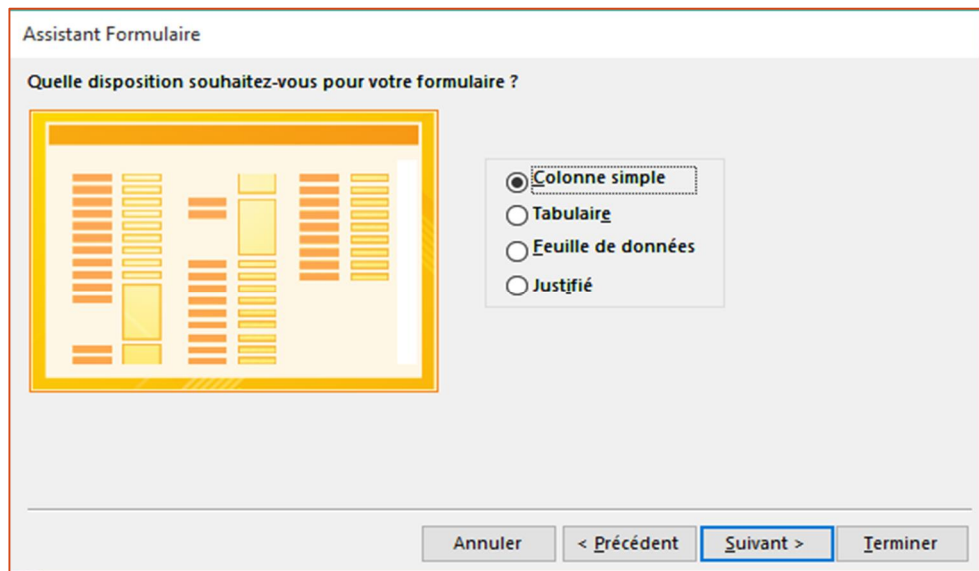 Assistant Formulaire
Quelle disposition souhaitez-vous pour votre formulaire ?
Colonne simple
Tabulaire
Feuille de données
Justifié
Annuler
< Précédent
Suivant >
Terminer